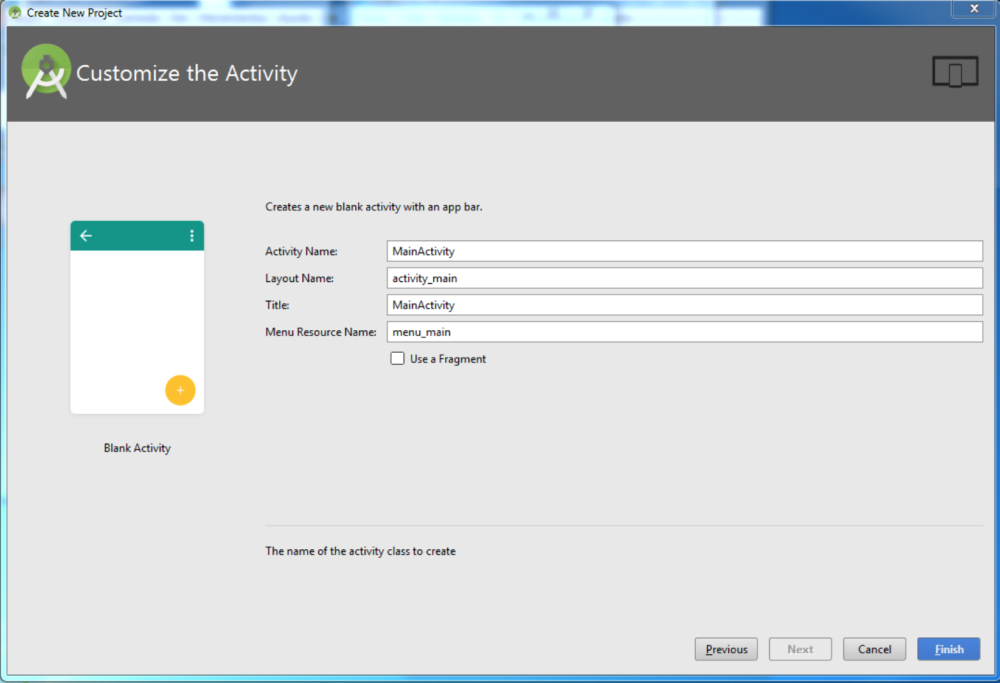 Create New Project
Customize the Activity
Creates a new blank activity with an app bar.
Activity Name: MainActivity
Layout Name: activity_main
Title: MainActivity
Menu Resource Name: menu_main
Use a Fragment
Blank Activity
The name of the activity class to create
Previous Next Cancel Finish